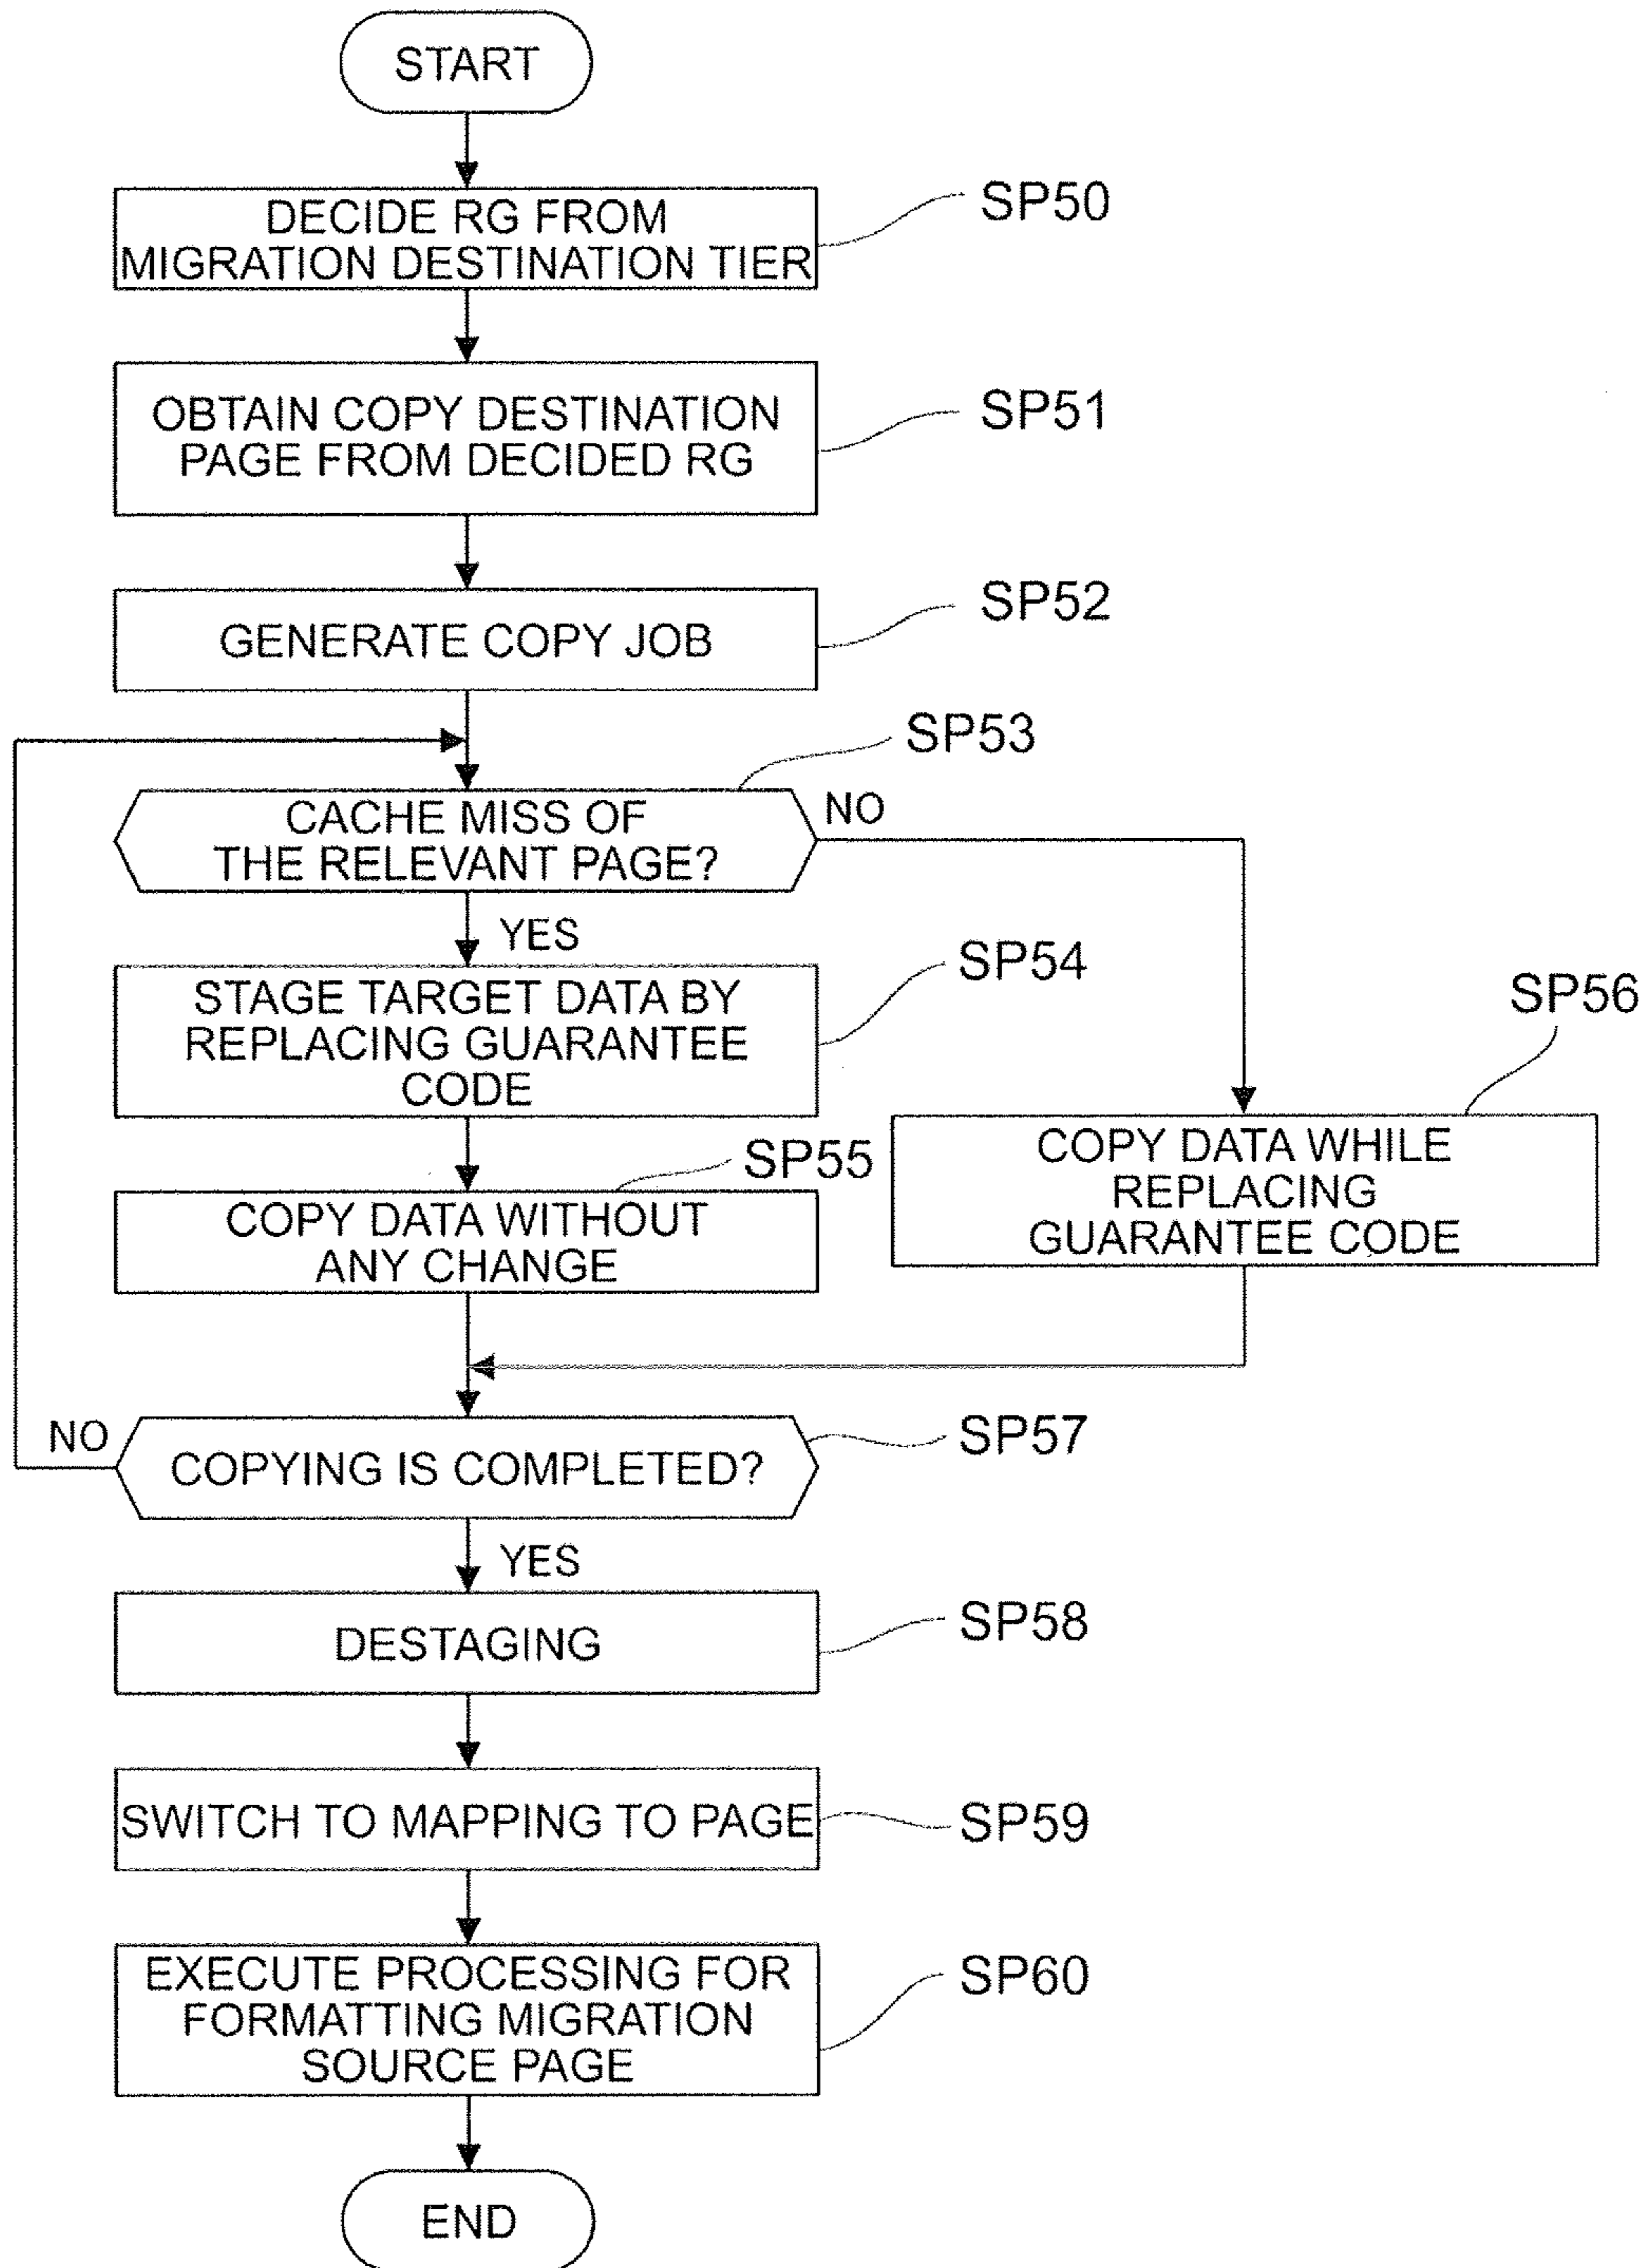 START
DECIDE RG FROM
MIGRATION DESTINATION TIER
SP50
OBTAIN COPY DESTINATION
PAGE FROM DECIDED RG
SP51
GENERATE COPY JOB
SP52
SP53
CACHE MISS OF
THE RELEVANT PAGE?
NO
YES
STAGE TARGET DATA BY
REPLACING GUARANTEE
CODE
SP54
SP56
COPY DATA WHILE
REPLACING
GUARANTEE CODE
SP55
COPY DATA WITHOUT
ANY CHANGE
NO
COPYING IS COMPLETED?
SP57
YES
DESTAGING
SP58
SWITCH TO MAPPING TO PAGE
SP59
EXECUTE PROCESSING FOR
FORMATTING MIGRATION
SOURCE PAGE
SP60
END